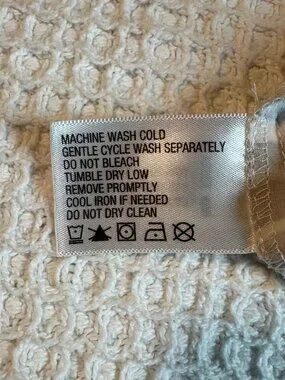 MACHINE WASH COLD
GENTLE CYCLE WASH SEPARATELY
DO NOT BLEACH
TUMBLE DRY LOW
REMOVE PROMPTLY
COOL IRON IF NEEDED
DO NOT DRY CLEAN